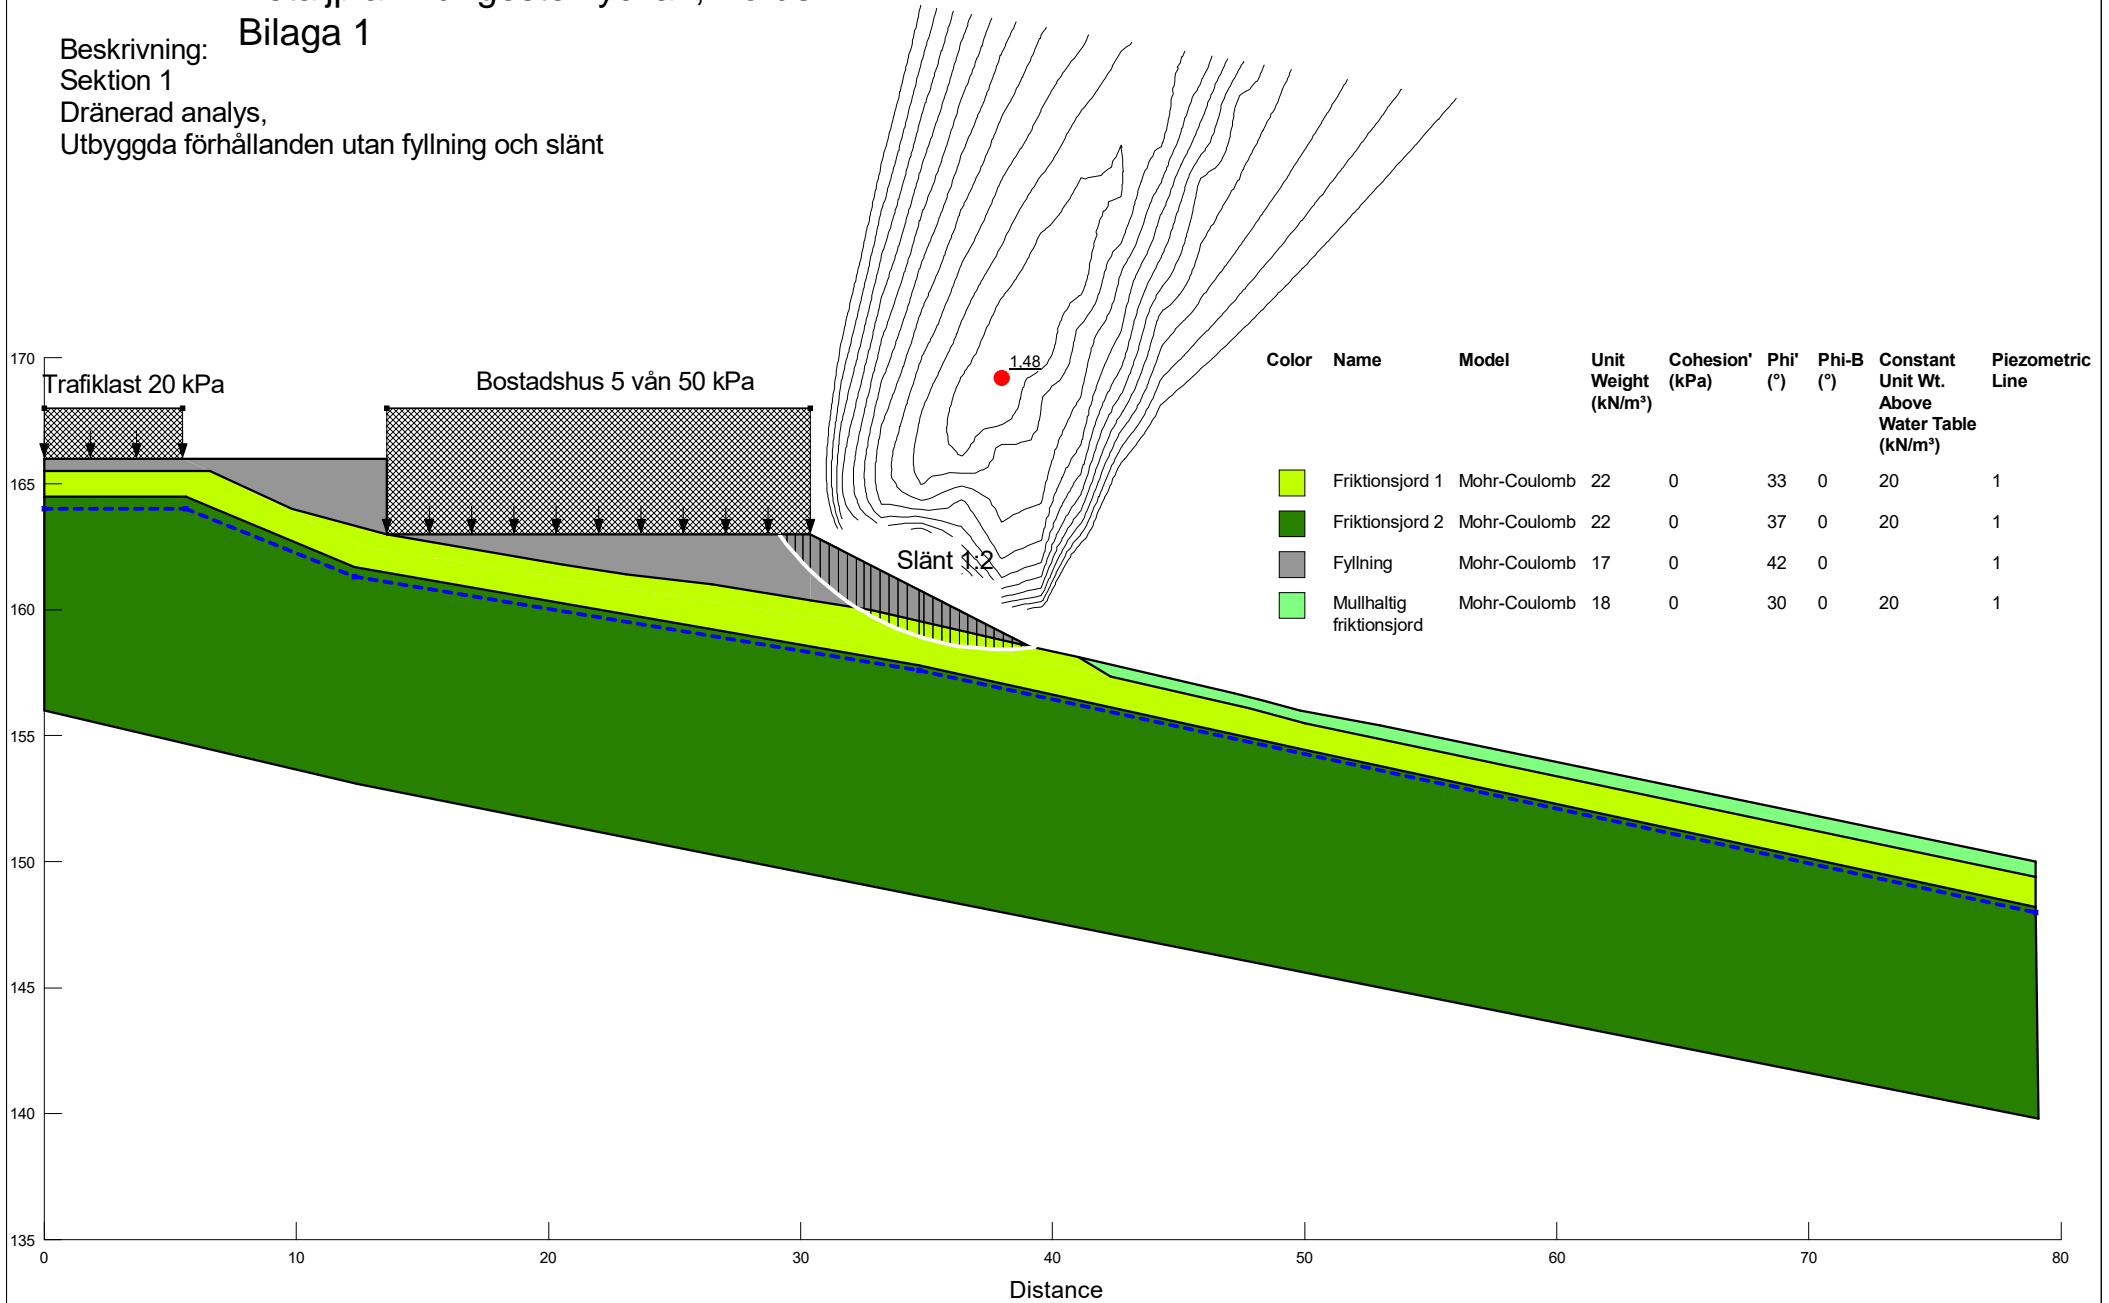 Bilaga 1
Beskrivning:
Sektion 1
Dränerad analys,
Utbyggda förhållanden utan fyllning och slänt
1,48
170
165
160
155
150
145
140
135
Trafiklast 20 kPa
Bostadshus 5 vån 50 kPa
Slänt 1:2
Color Name Model Unit Weight (kN/m³) Cohesion' (kPa) Phi' (°) Phi-B (°) Constant Unit Wt. Above Water Table (kN/m³) Piezometric Line
Friktionsjord 1 Mohr-Coulomb 22 0 33 0 20 1
Friktionsjord 2 Mohr-Coulomb 22 0 37 0 20 1
Fyllning Mohr-Coulomb 17 0 42 0 1
Mullhaltig friktionsjord Mohr-Coulomb 18 0 30 0 20 1
0 10 20 30 40 50 60 70 80
Distance